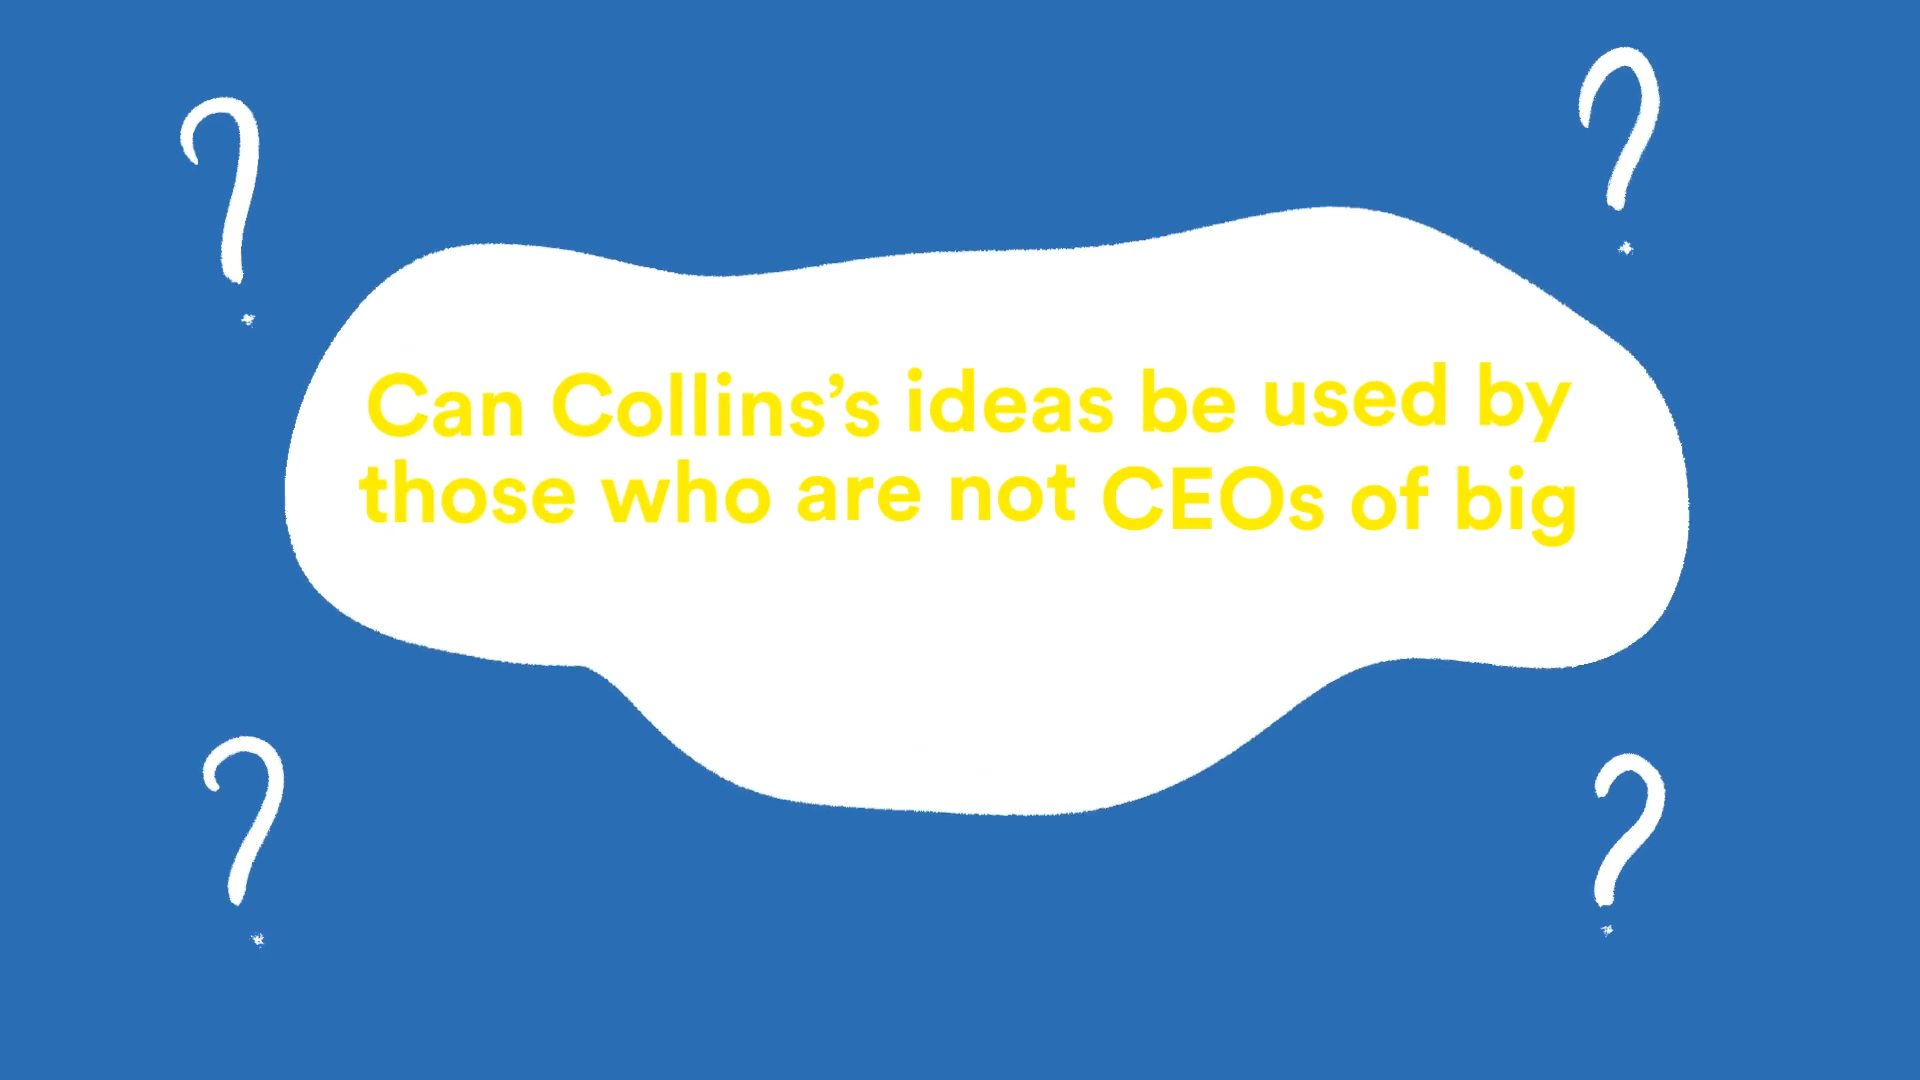 Can Collins’s ideas be used by
those who are not CEOs of big
? ? ? ?